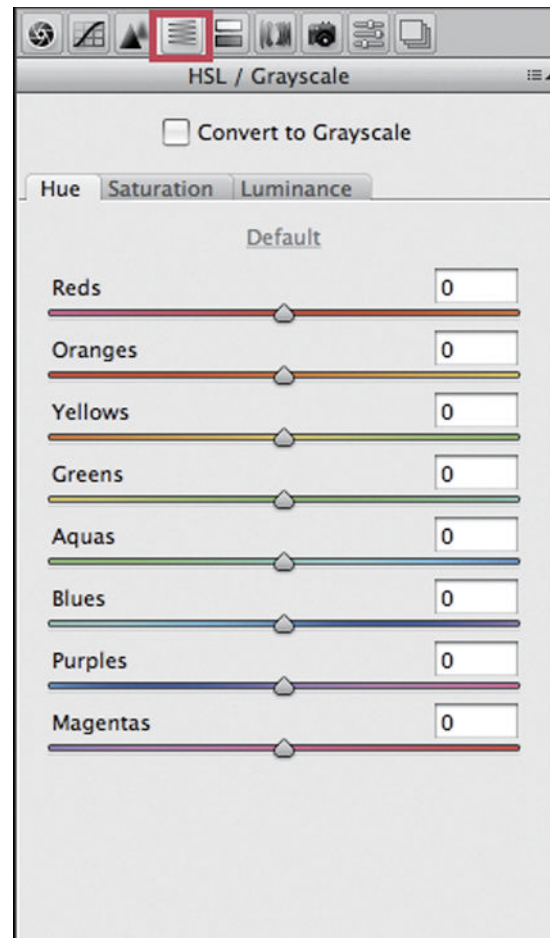 HSL / Grayscale
Convert to Grayscale
Hue Saturation Luminance
Default
Reds 0
Oranges 0
Yellows 0
Greens 0
Aquas 0
Blues 0
Purples 0
Magentas 0